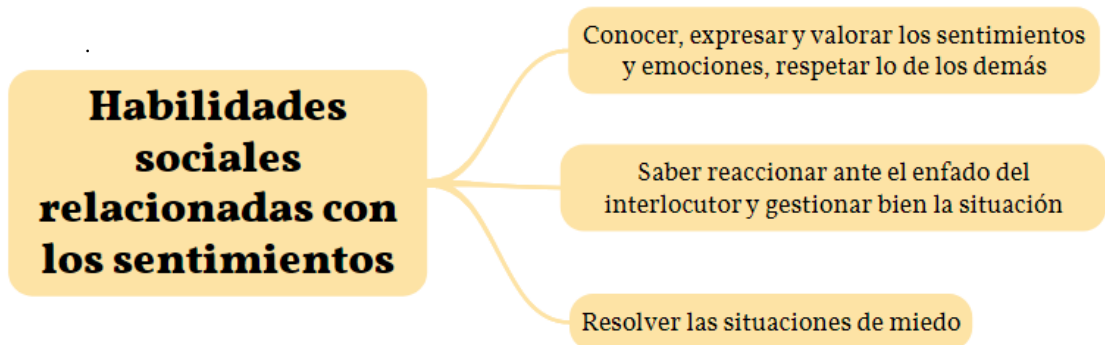 Habilidades
sociales
relacionadas con
los sentimientos
Conocer, expresar y valorar los sentimientos
y emociones, respetar lo de los demás
Saber reaccionar ante el enfado del
interlocutor y gestionar bien la situación
Resolver las situaciones de miedo